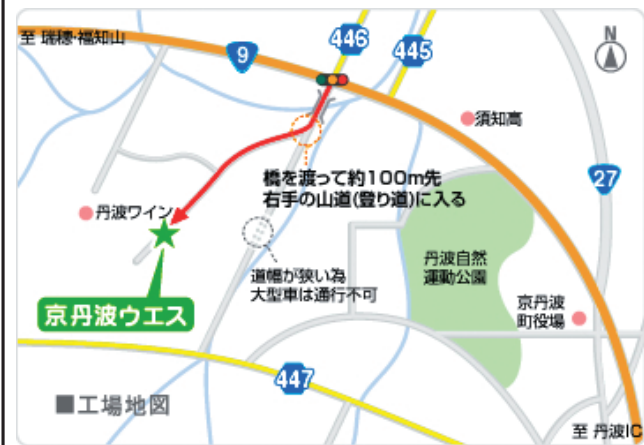 至 瑞穂・福知山
9
446
445
N
須知高
27
橋を渡って約100m先
右手の山道(登り道)に入る
丹波ワイン
道幅が狭い為
大型車は通行不可
丹波自然
運動公園
京丹波
町役場
京丹波ウエス
447
■工場地図
至 丹波IC